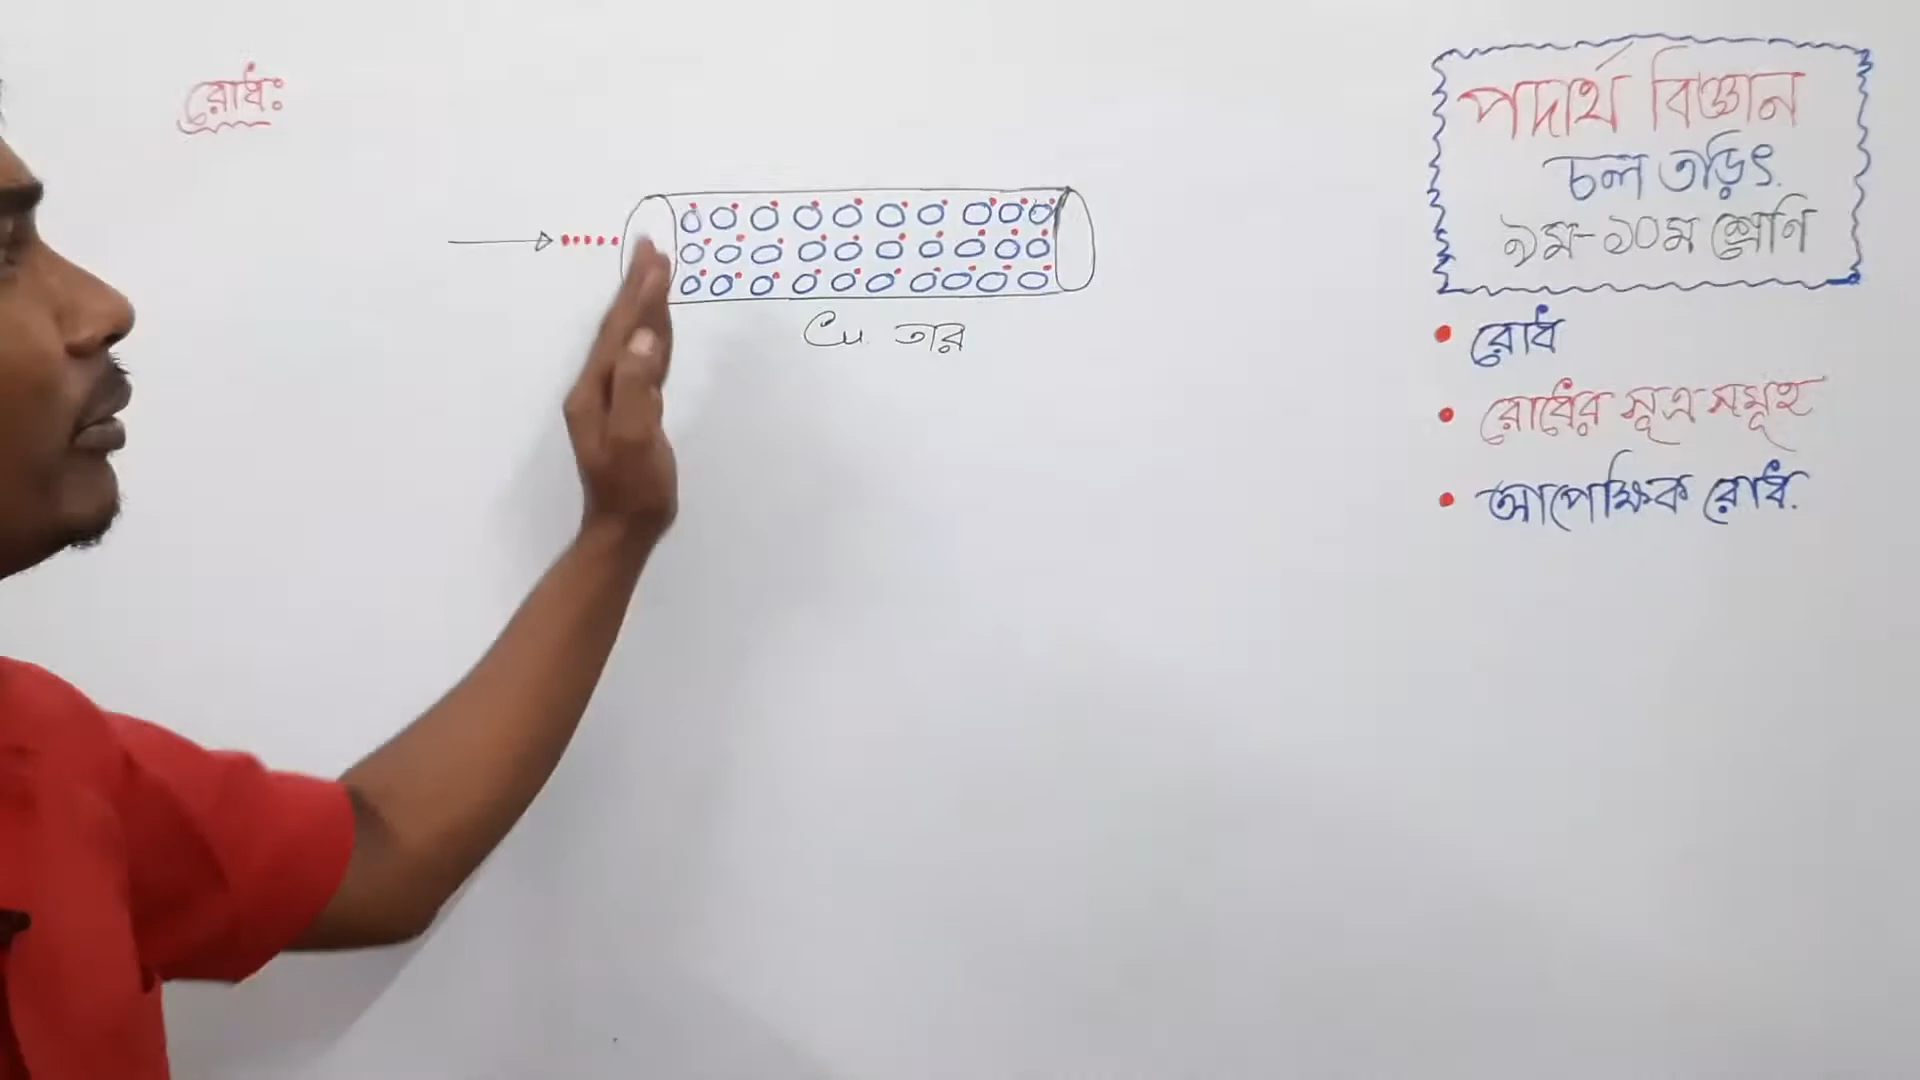 রোধঃ
Cu তার
পদার্থ বিজ্ঞান
চল তড়িৎ
৯ম-১০ম শ্রেণি
• রোধ
• রোধের সূত্র সমূহ
• আপেক্ষিক রোধ.